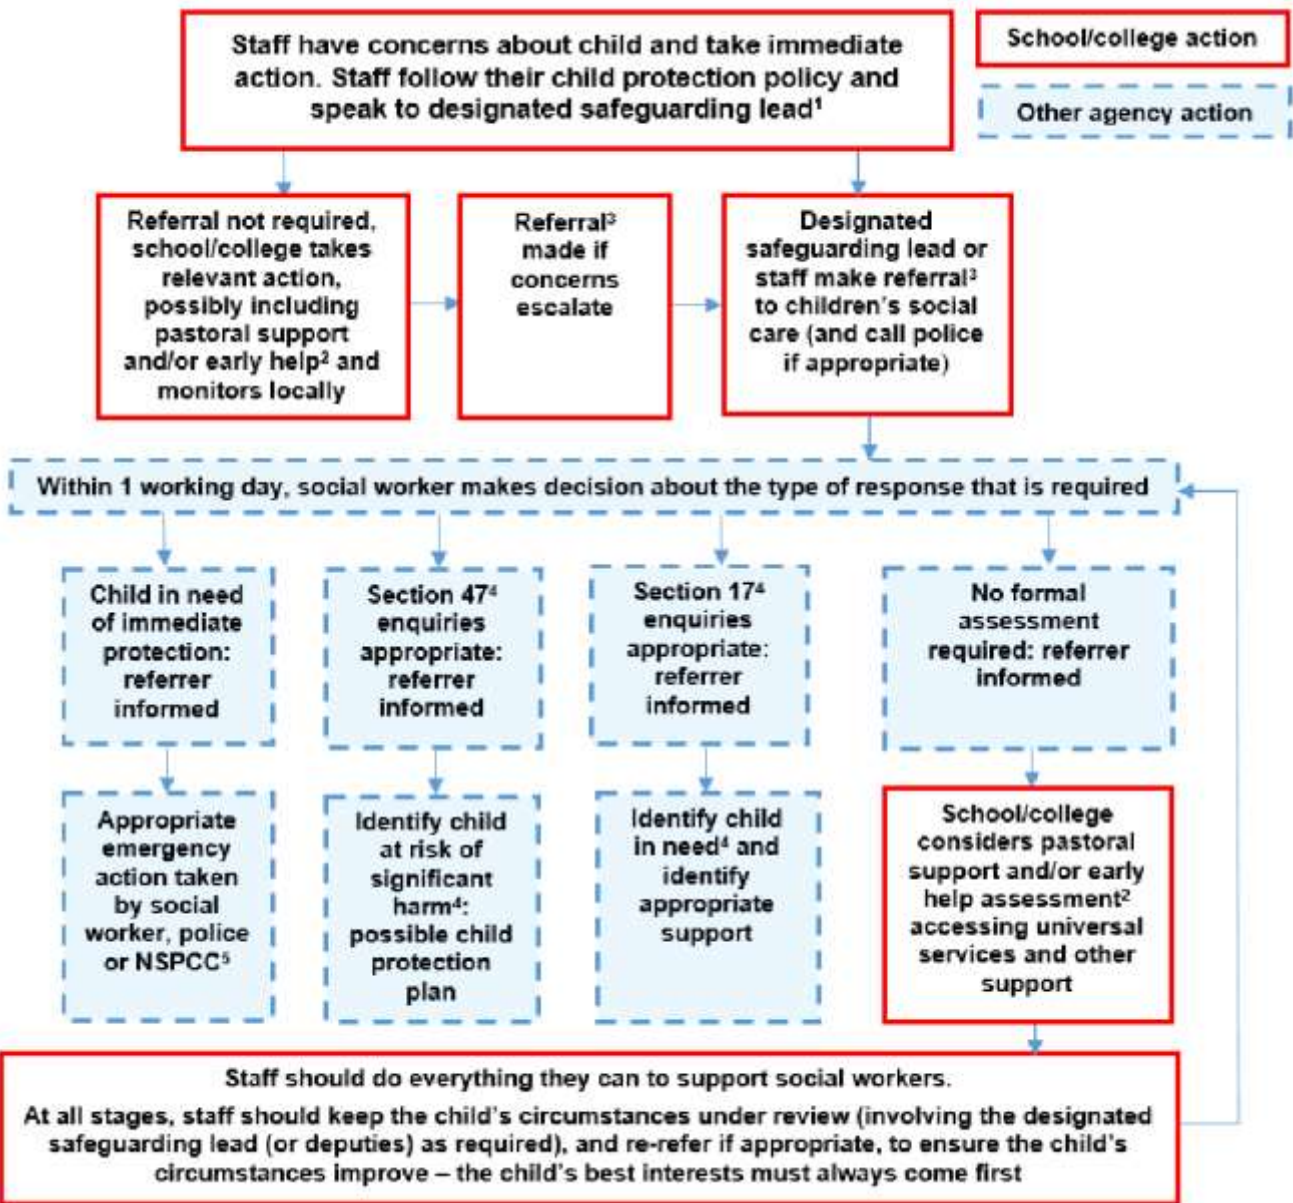 Staff have concerns about child and take immediate
action. Staff follow their child protection policy and
speak to designated safeguarding lead¹
School/college action
Other agency action
Referral not required,
school/college takes
relevant action,
possibly including
pastoral support
and/or early help² and
monitors locally
Referral³
made if
concerns
escalate
Designated
safeguarding lead or
staff make referral³
to children's social
care (and call police
if appropriate)
Within 1 working day, social worker makes decision about the type of response that is required
Child in need
of immediate
protection:
referrer
informed
Section 47⁴
enquiries
appropriate:
referrer
informed
Section 17⁴
enquiries
appropriate:
referrer
informed
No formal
assessment
required: referrer
informed
Appropriate
emergency
action taken
by social
worker, police
or NSPCC⁵
Identify child
at risk of
significant
harm⁴:
possible child
protection
plan
Identify child
in need⁴ and
identify
appropriate
support
School/college
considers pastoral
support and/or early
help assessment²
accessing universal
services and other
support
Staff should do everything they can to support social workers.
At all stages, staff should keep the child's circumstances under review (involving the designated
safeguarding lead (or deputies) as required), and re-refer if appropriate, to ensure the child's
circumstances improve – the child's best interests must always come first